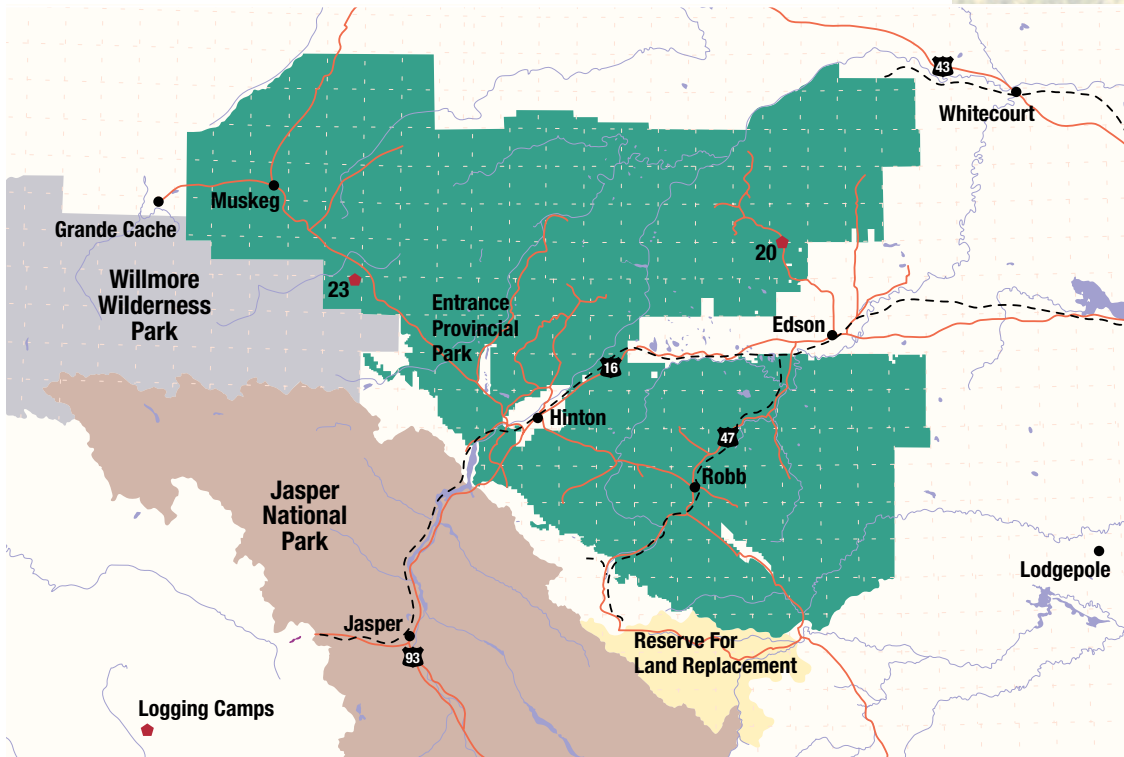 43
Whitecourt
Muskeg
Grande Cache
Willmore
Wilderness
Park
20
23
Entrance
Provincial
Park
Edson
16
Hinton
47
Robb
Jasper
National
Park
Lodgepole
Jasper
Reserve For
Land Replacement
93
Logging Camps